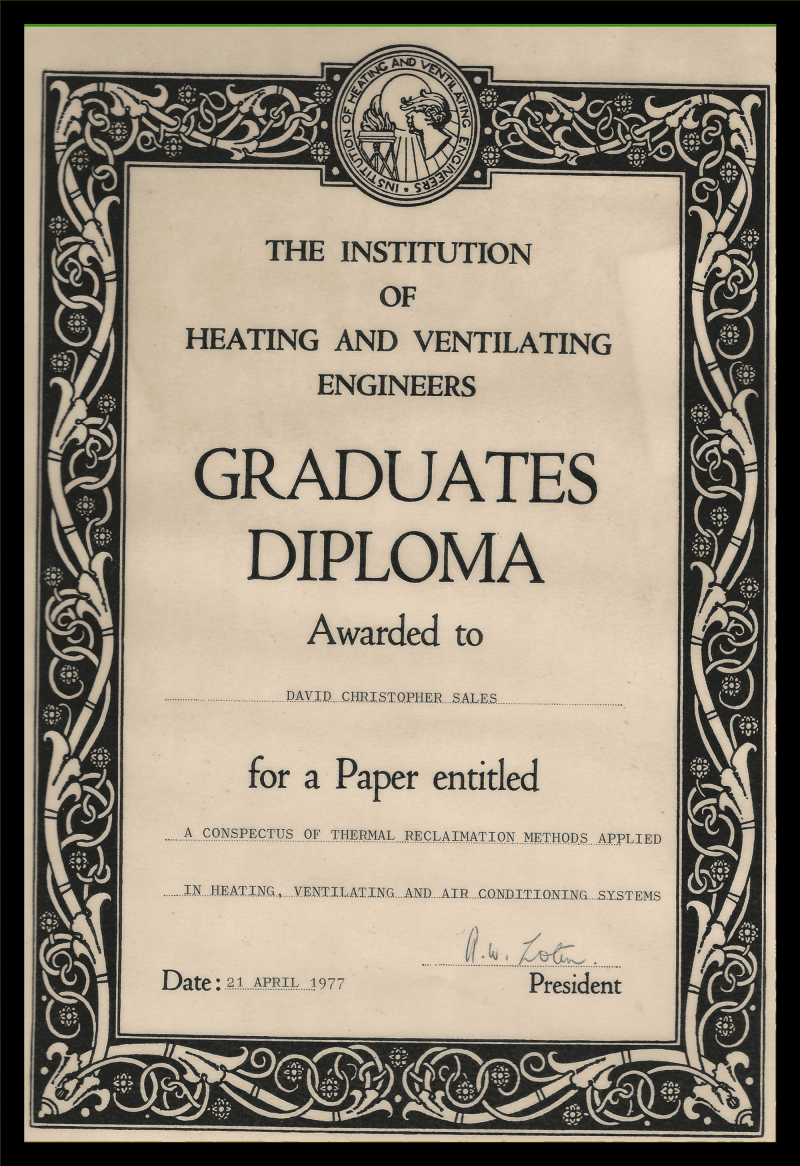 INSTITUTION OF HEATING AND VENTILATING ENGINEERS •
THE INSTITUTION
OF
HEATING AND VENTILATING
ENGINEERS
GRADUATES
DIPLOMA
Awarded to
DAVID CHRISTOPHER SALES
for a Paper entitled
A CONSPECTUS OF THERMAL RECLAIMATION METHODS APPLIED
IN HEATING, VENTILATING AND AIR CONDITIONING SYSTEMS
R.W. Loten.
Date: 21 APRIL 1977 President